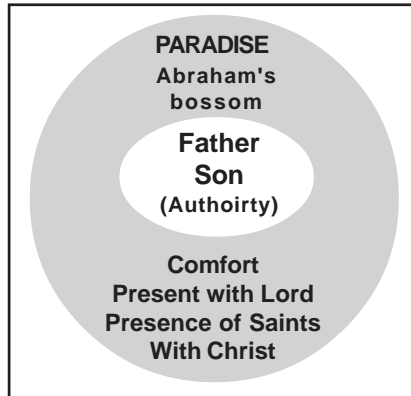 PARADISE
Abraham's
bossom
Father
Son
(Authoirty)
Comfort
Present with Lord
Presence of Saints
With Christ